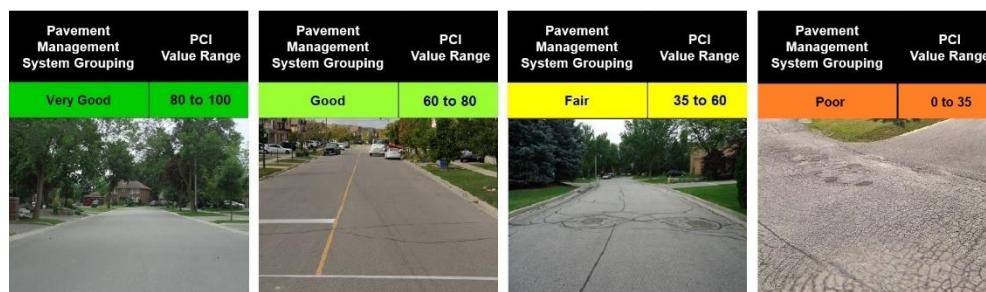 Pavement
Management
System Grouping
PCI
Value Range
Very Good
80 to 100
Pavement
Management
System Grouping
PCI
Value Range
Good
60 to 80
Pavement
Management
System Grouping
PCI
Value Range
Fair
35 to 60
Pavement
Management
System Grouping
PCI
Value Range
Poor
0 to 35